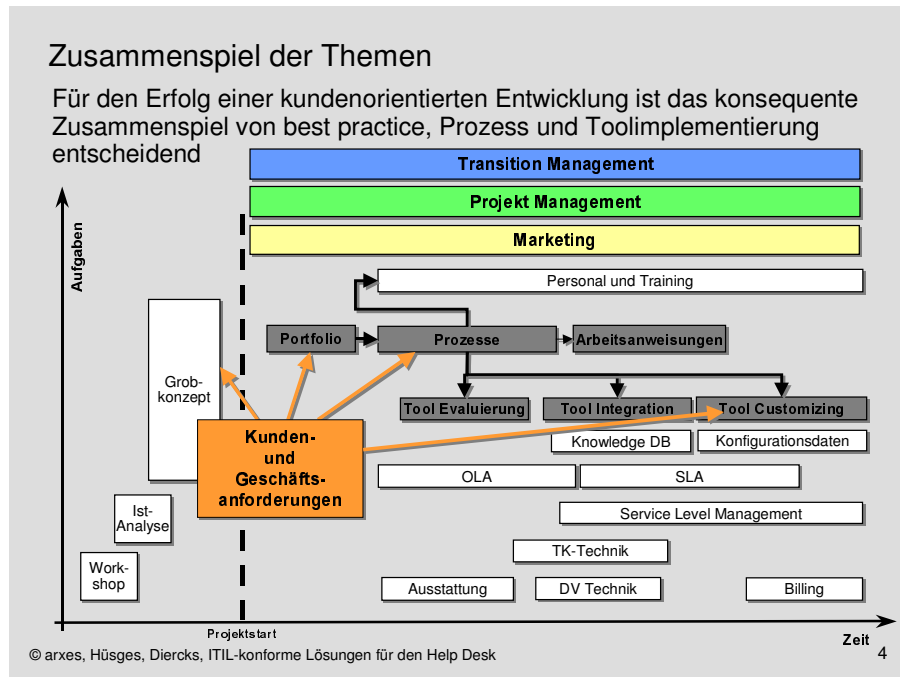 Zusammenspiel der Themen
Für den Erfolg einer kundenorientierten Entwicklung ist das konsequente
Zusammenspiel von best practice, Prozess und Toolimplementierung
entscheidend
Transition Management
Projekt Management
Marketing
Aufgaben
Personal und Training
Portfolio
Prozesse
Arbeitsanweisungen
Grob-
konzept
Tool Evaluierung
Tool Integration
Tool Customizing
Kunden-
und
Geschäfts-
anforderungen
Knowledge DB
Konfigurationsdaten
OLA
SLA
Ist-
Analyse
Service Level Management
TK-Technik
Work-
shop
Ausstattung
DV Technik
Billing
Projektstart
Zeit
© arxes, Hüsges, Diercks, ITIL-konforme Lösungen für den Help Desk
4